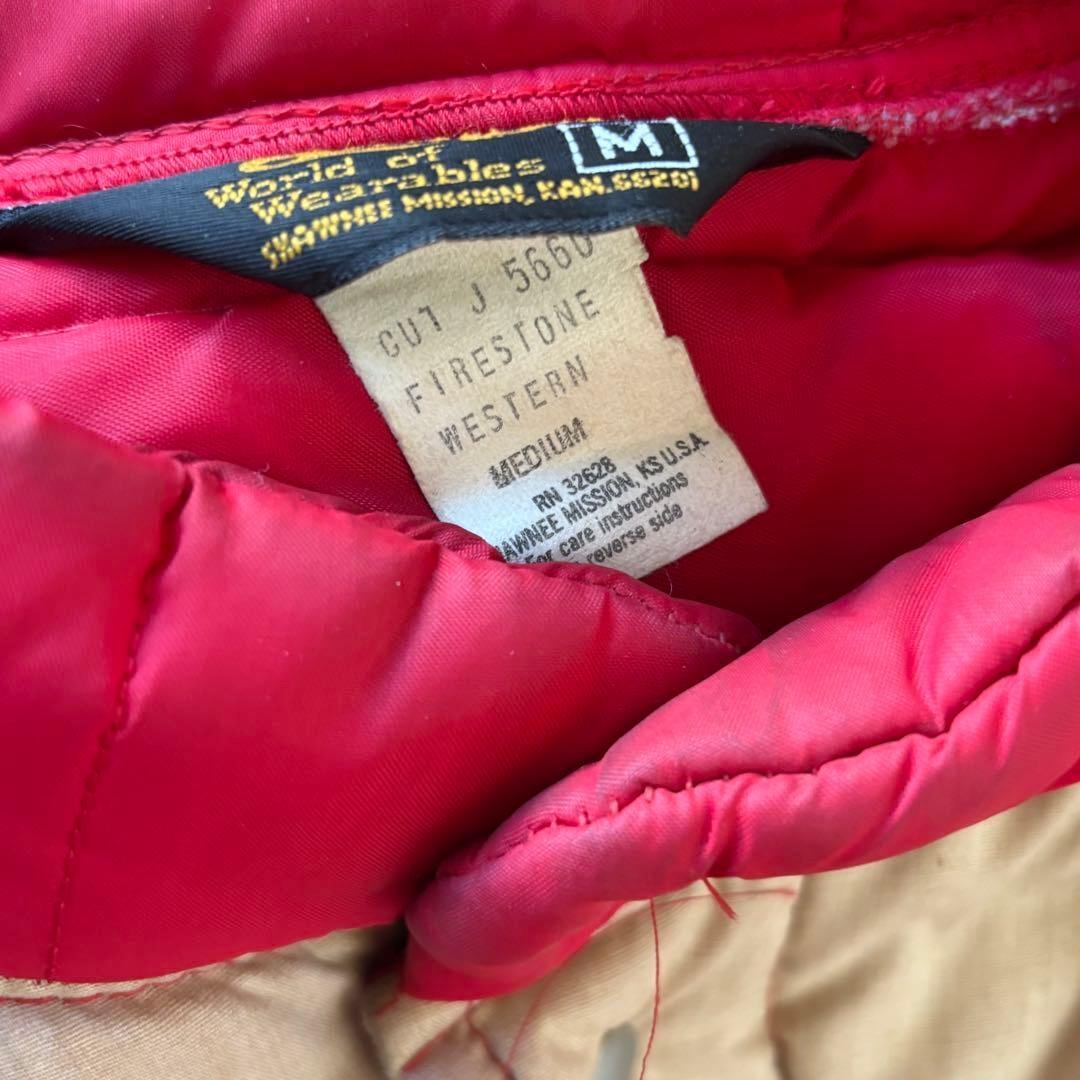 M
World of
Wearables
SHAWNEE MISSION, KAN. 66201
CUT J 5660
FIRESTONE
WESTERN
MEDIUM
RN 32628
AWNEE MISSION, KS U.S.A
For care instructions
reverse side